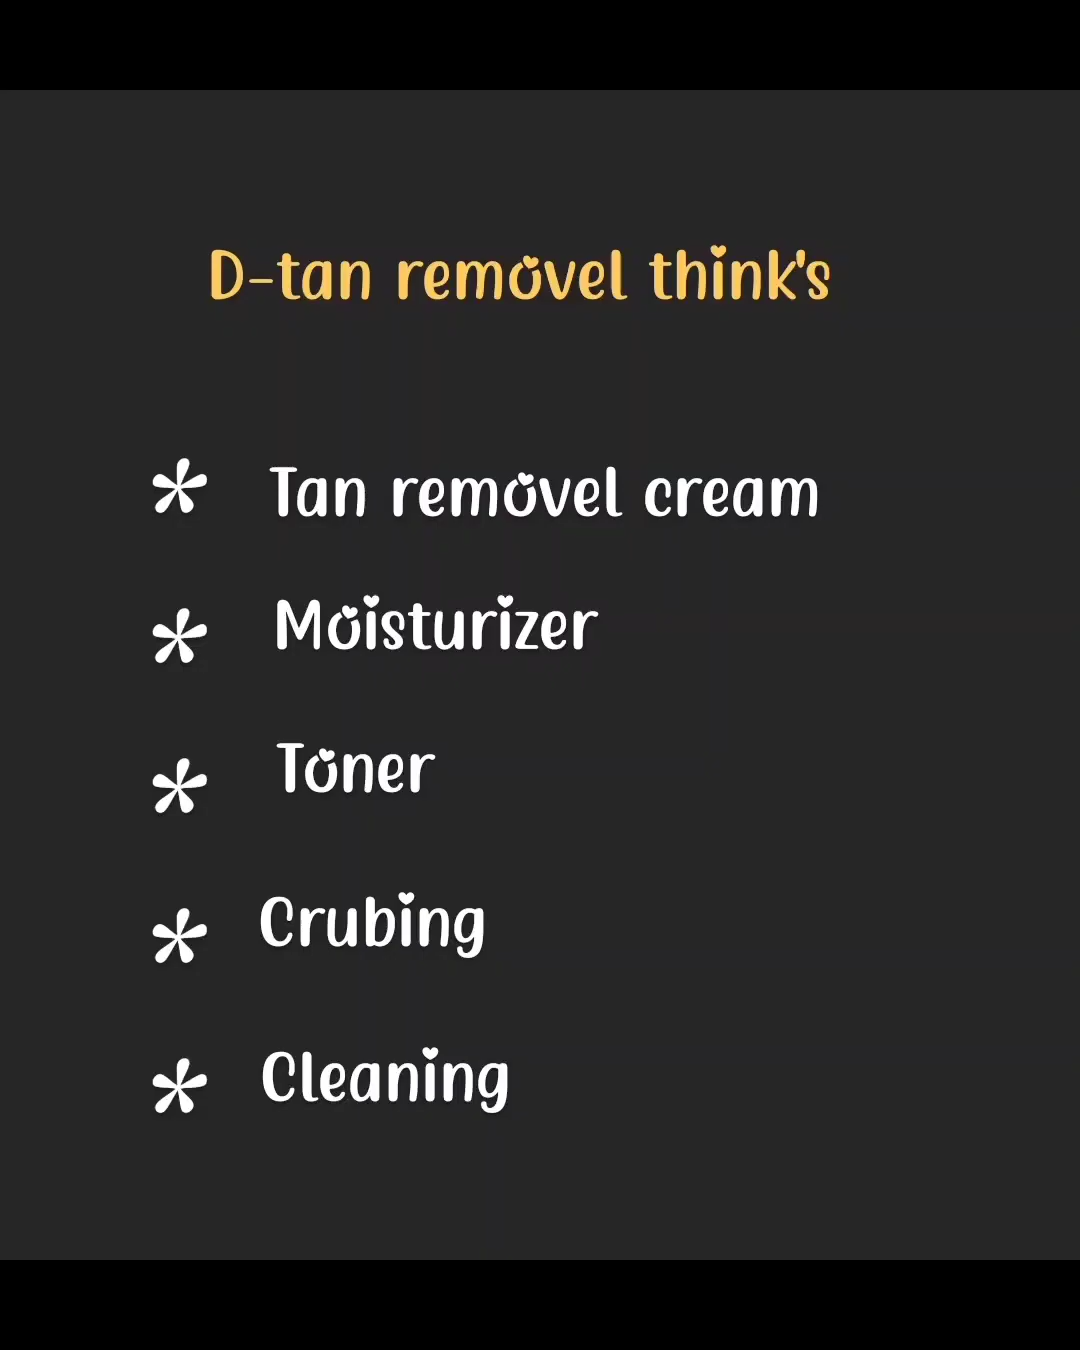 D-tan removel think's
* Tan removel cream
* Moisturizer
* Toner
* Crubing
* Cleaning